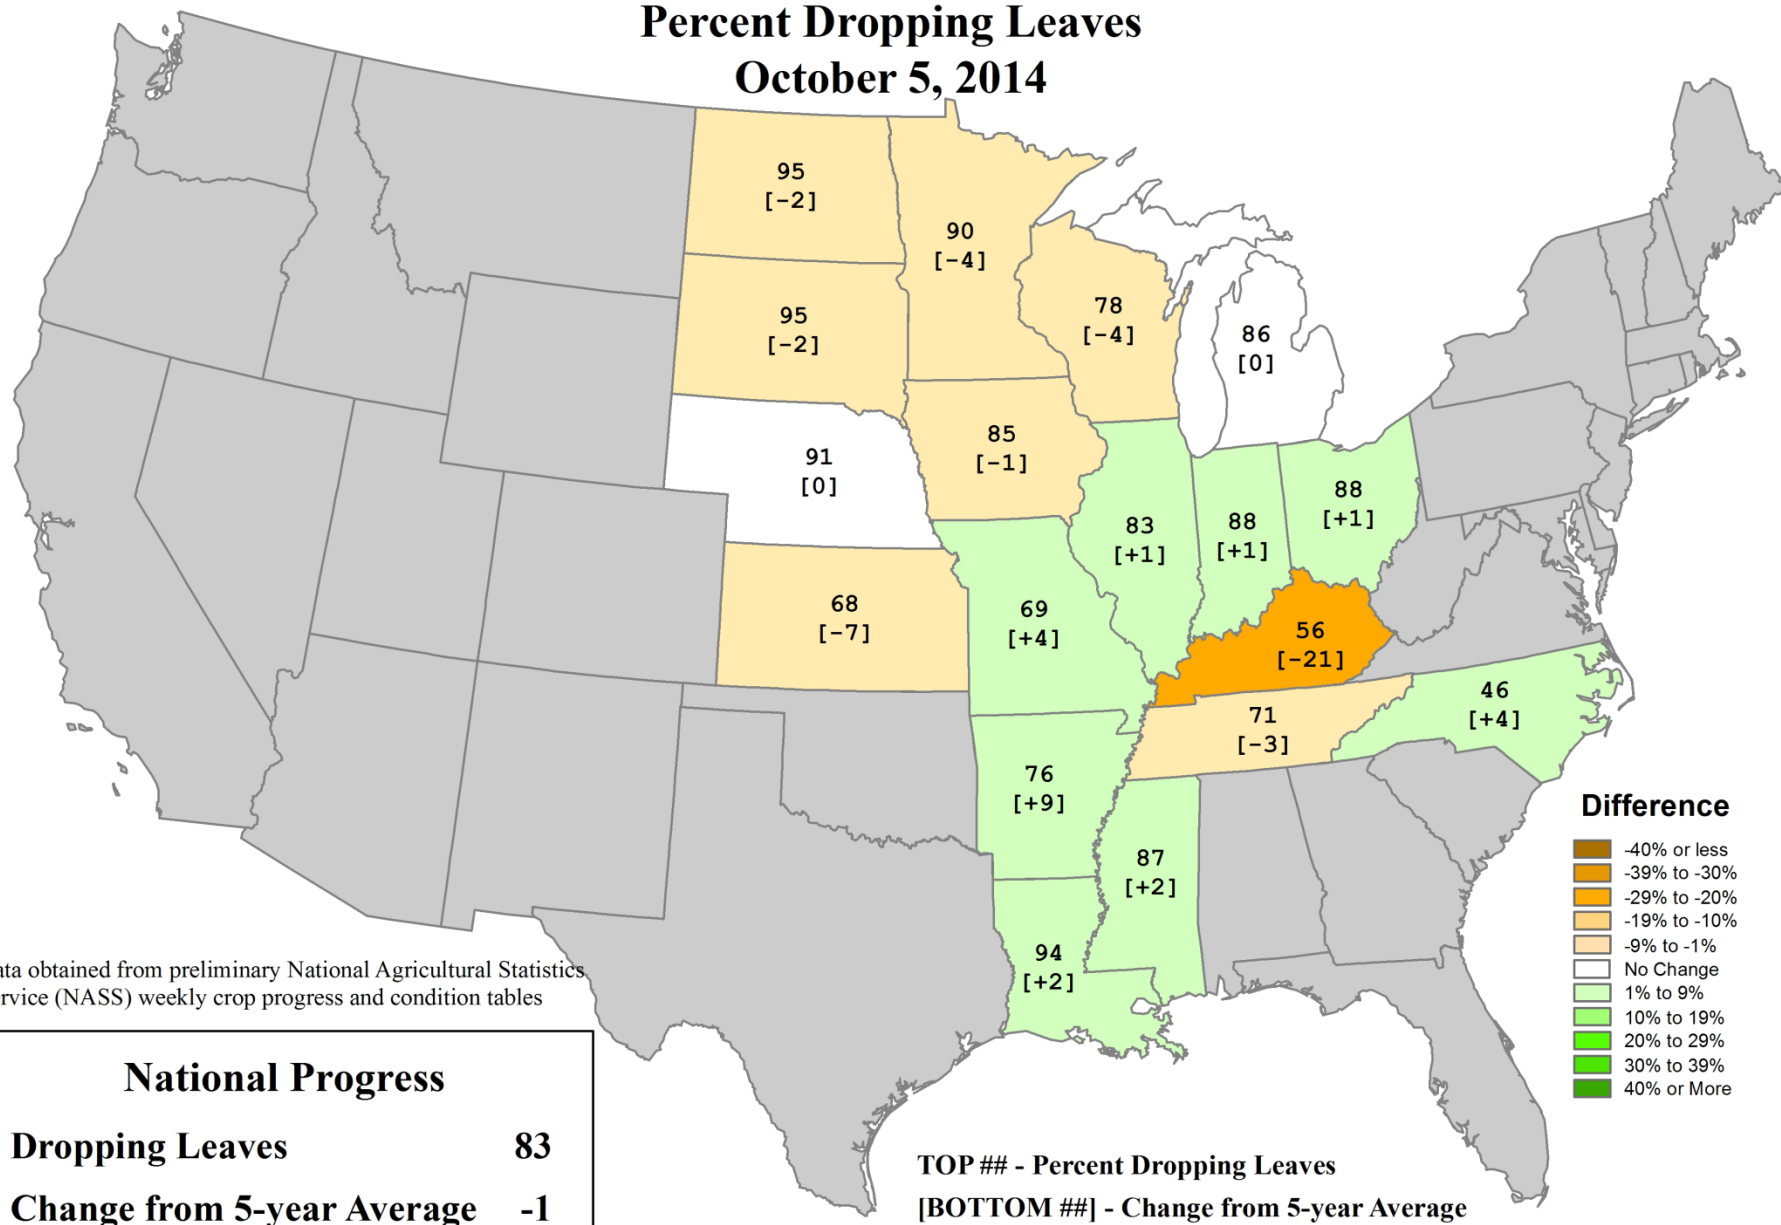 Percent Dropping Leaves
October 5, 2014
95
[-2]
90
[-4]
95
[-2]
78
[-4]
86
[0]
91
[0]
85
[-1]
83
[+1]
88
[+1]
88
[+1]
68
[-7]
69
[+4]
56
[-21]
71
[-3]
46
[+4]
76
[+9]
87
[+2]
94
[+2]
Difference
-40% or less
-39% to -30%
-29% to -20%
-19% to -10%
-9% to -1%
No Change
1% to 9%
10% to 19%
20% to 29%
30% to 39%
40% or More
ata obtained from preliminary National Agricultural Statistics
rvice (NASS) weekly crop progress and condition tables
National Progress
Dropping Leaves 83
Change from 5-year Average -1
TOP ## - Percent Dropping Leaves
[BOTTOM ##] - Change from 5-year Average